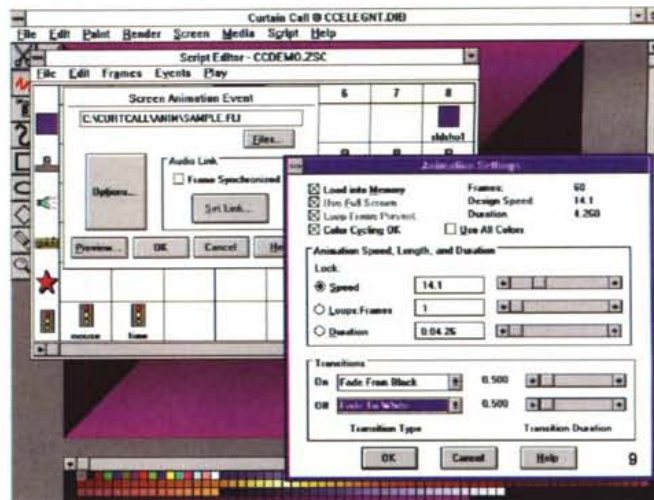 Curtain Call @ CCELEGNT.DIB
File Edit Paint Render Screen Media Script Help
Script Editor - CCDEMO.ZSC
File Edit Frames Events Play
Screen Animation Event
6 7 8
C:\CURTCALL\ANIM\SAMPLE.FLI
Files...
sldsho1
Audio Link
Frame Synchronized
Options...
Set Link...
Preview... OK Cancel He
mouse time
Animation Settings
Load into Memory
Use Full Screen
Loop Frame Present
Color Cycling OK
Use All Colors
Frames: 60
Design Speed: 14.1
Duration 4.260
Animation Speed, Length, and Duration
Lock:
Speed 14.1
Loops:Frames 1
Duration 0:04.26
Transitions
On Fade From Black 0.500
Off Fade To White 0.500
Transition Type Transition Duration
OK Cancel Help 9